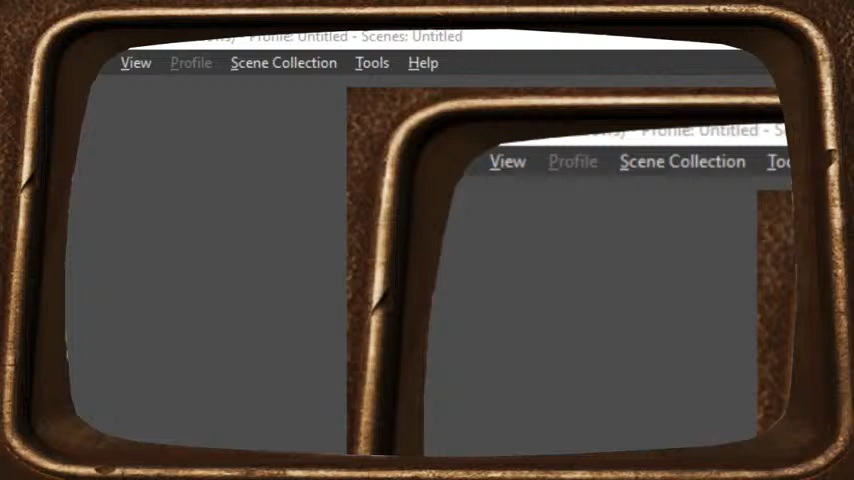 - Profile: Untitled - Scenes: Untitled
View Profile Scene Collection Tools Help
- Profile: Untitled -
View Profile Scene Collection